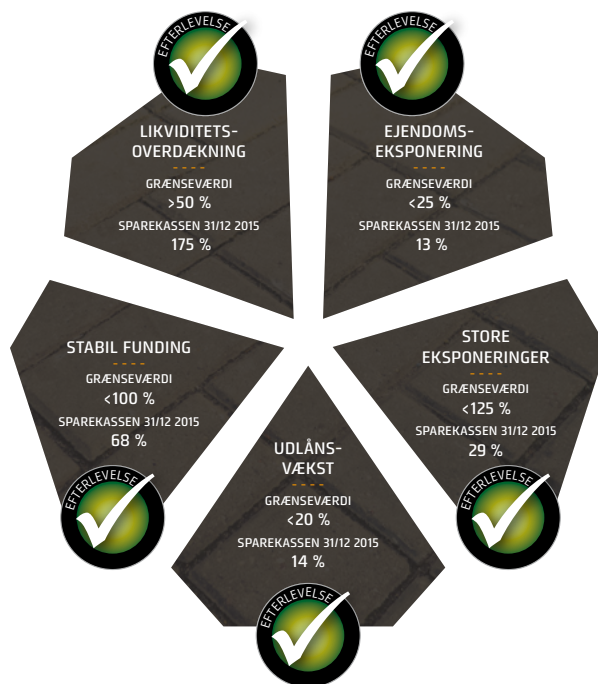 EFTERLEVELSE
LIKVIDITETS-
OVERDÆKNING
GRÆNSEVÆRDI
>50 %
SPAREKASSEN 31/12 2015
175 %
EFTERLEVELSE
EJENDOMS-
EKSPONERING
GRÆNSEVÆRDI
<25 %
SPAREKASSEN 31/12 2015
13 %
STABIL FUNDING
GRÆNSEVÆRDI
<100 %
SPAREKASSEN 31/12 2015
68 %
EFTERLEVELSE
STORE
EKSPONERINGER
GRÆNSEVÆRDI
<125 %
SPAREKASSEN 31/12 2015
29 %
EFTERLEVELSE
UDLÅNS-
VÆKST
GRÆNSEVÆRDI
<20 %
SPAREKASSEN 31/12 2015
14 %
EFTERLEVELSE